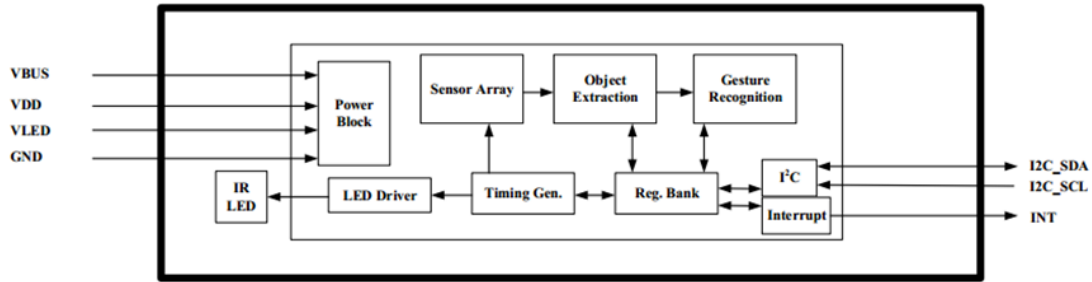 VBUS
VDD
VLED
GND
Power
Block
Sensor Array
Object
Extraction
Gesture
Recognition
IR
LED
LED Driver
Timing Gen.
Reg. Bank
I²C
Interrupt
I2C_SDA
I2C_SCL
INT